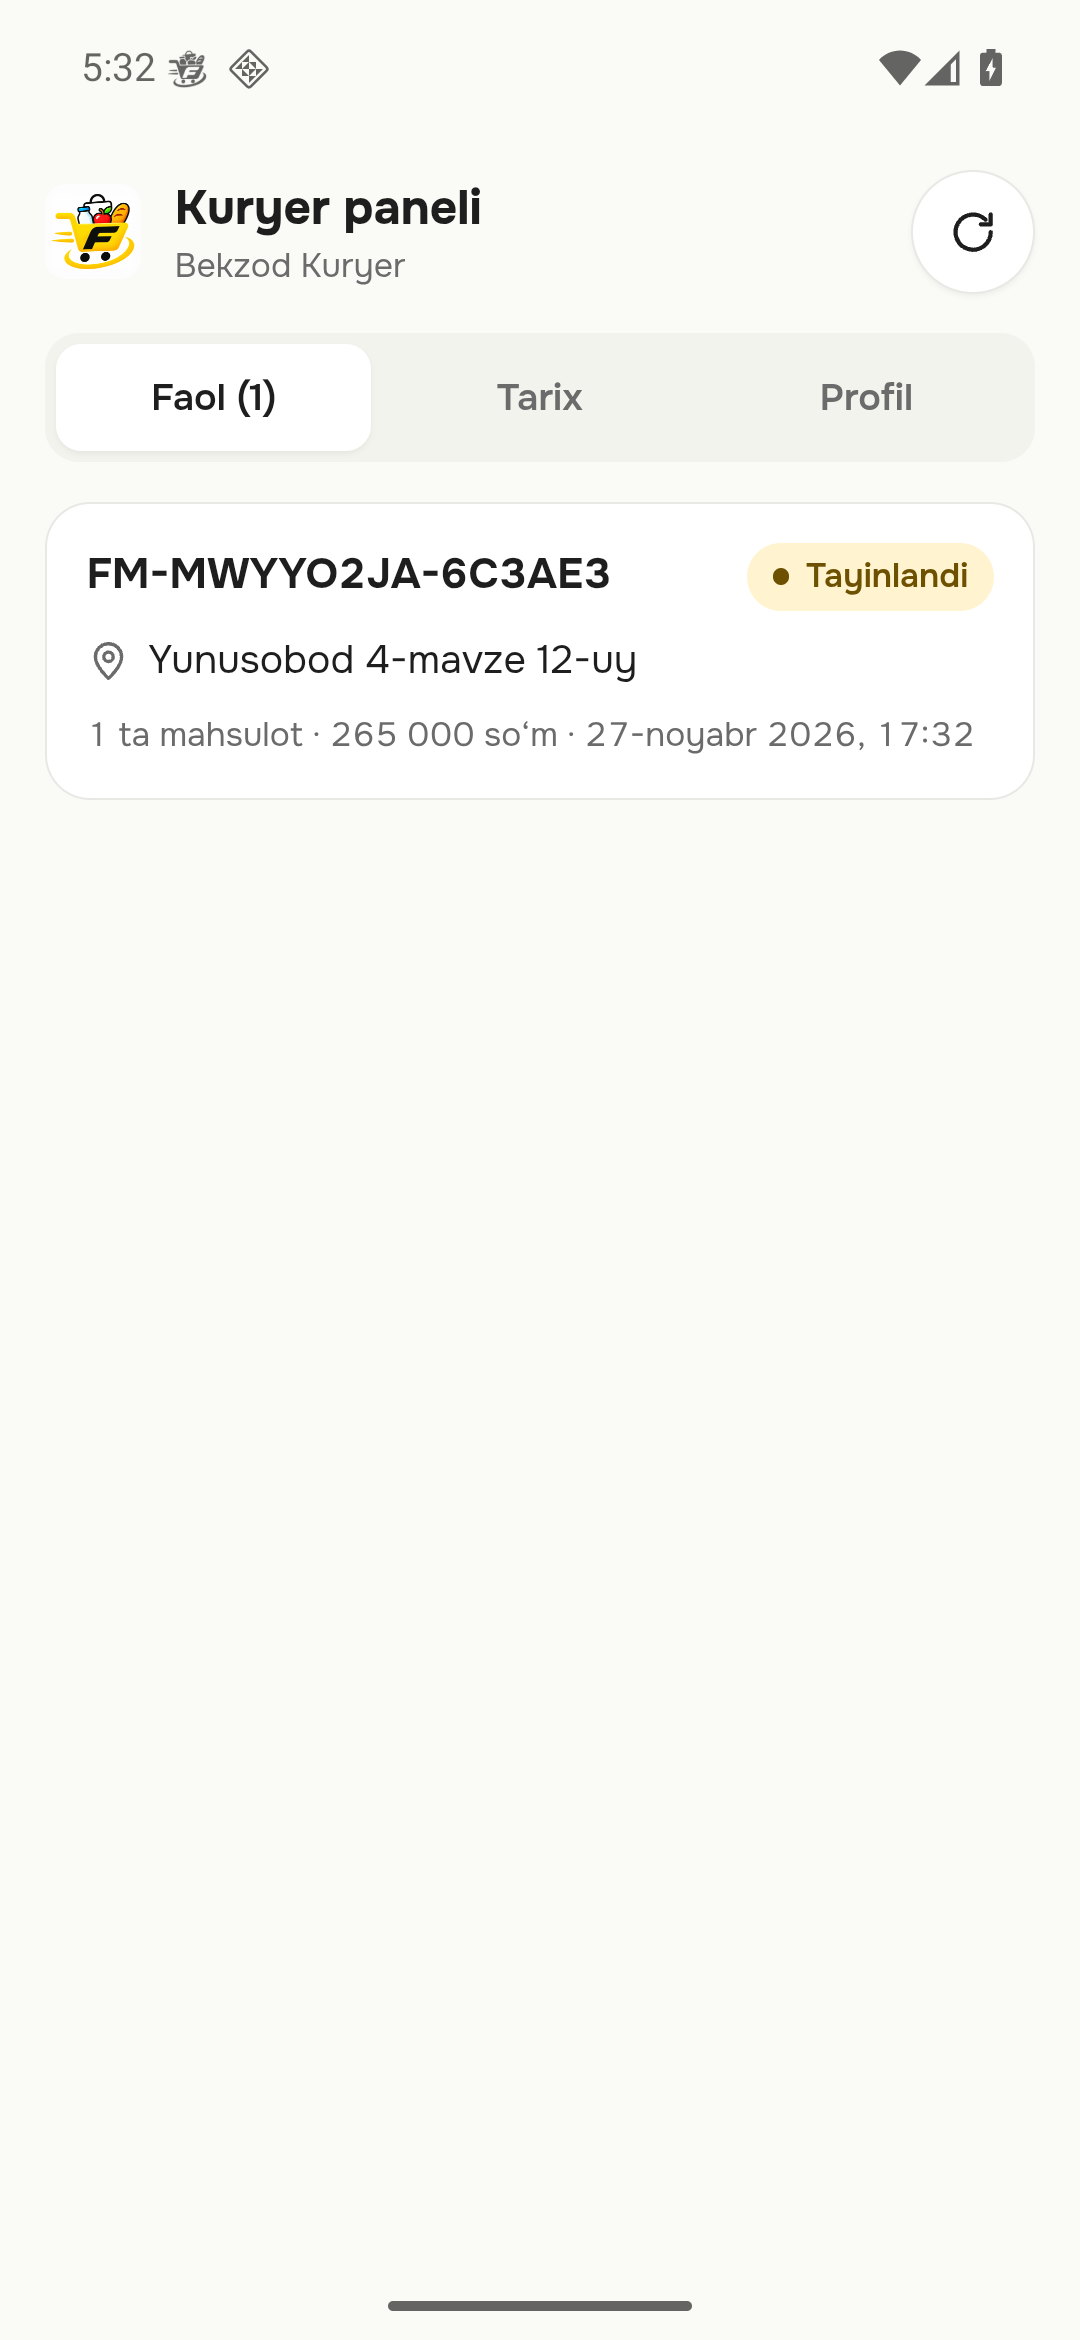 5:32
Kuryer paneli
Bekzod Kuryer
Faol (1)
Tarix
Profil
FM-MWYYO2JA-6C3AE3
Tayinlandi
Yunusobod 4-mavze 12-uy
1 ta mahsulot · 265 000 soʻm · 27-noyabr 2026, 17:32